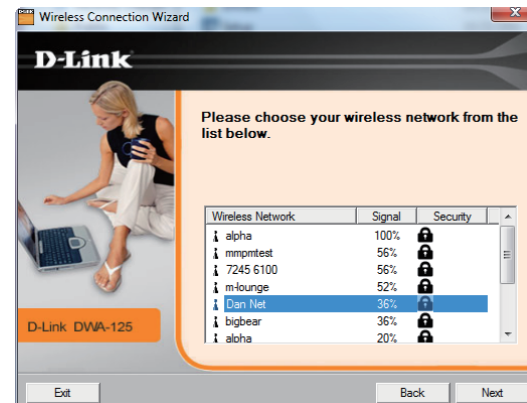 Wireless Connection Wizard
D-Link
Please choose your wireless network from the
list below.
Wireless Network Signal Security
alpha 100%
mmpmtest 56%
7245 6100 56%
m-lounge 52%
Dan Net 36%
bigbear 36%
alpha 20%
D-Link DWA-125
Exit Back Next